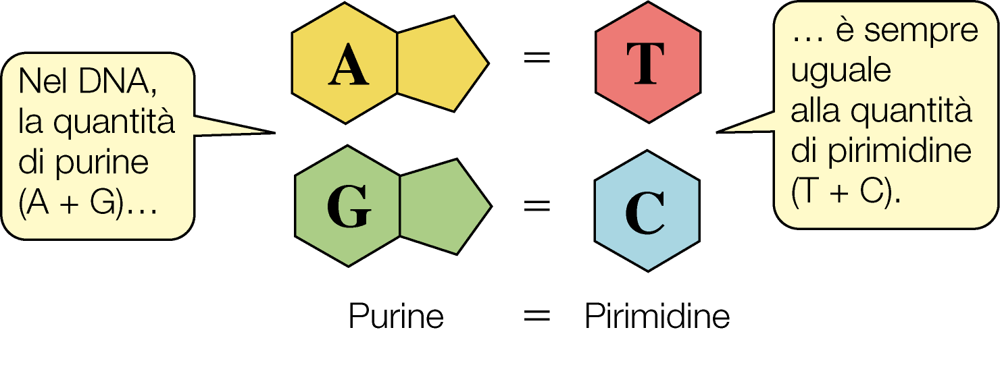 Nel DNA,
la quantità
di purine
(A + G)…
A = T
G = C
Purine = Pirimidine
… è sempre
uguale
alla quantità
di pirimidine
(T + C).